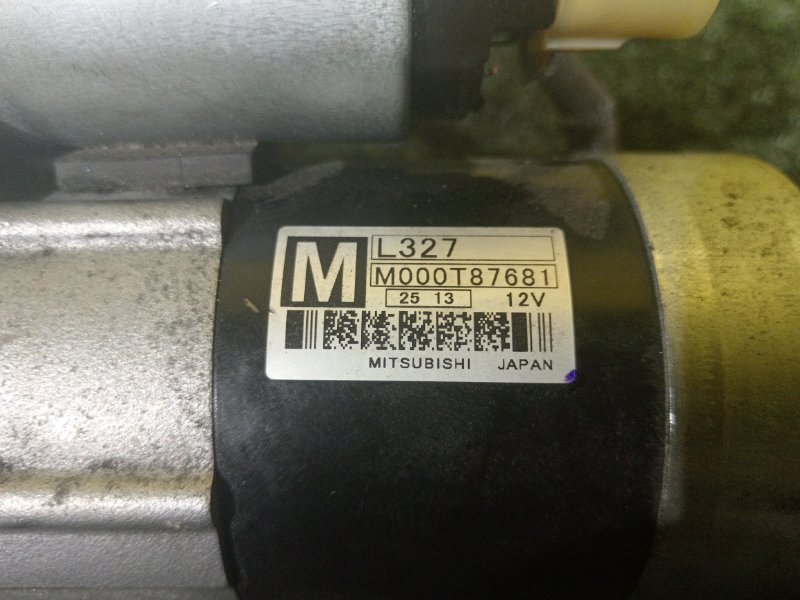 M
L327
M000T87681
25 13 12V
MITSUBISHI JAPAN